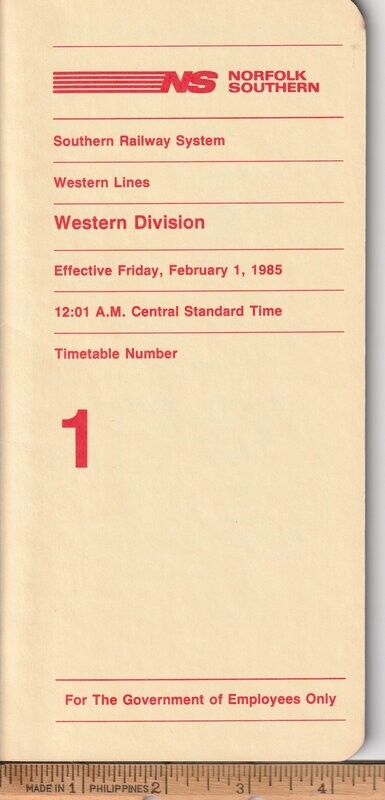 NS NORFOLK
SOUTHERN
Southern Railway System
Western Lines
Western Division
Effective Friday, February 1, 1985
12:01 A.M. Central Standard Time
Timetable Number
1
For The Government of Employees Only
MADE IN 1 PHILIPPINES 2 3 4